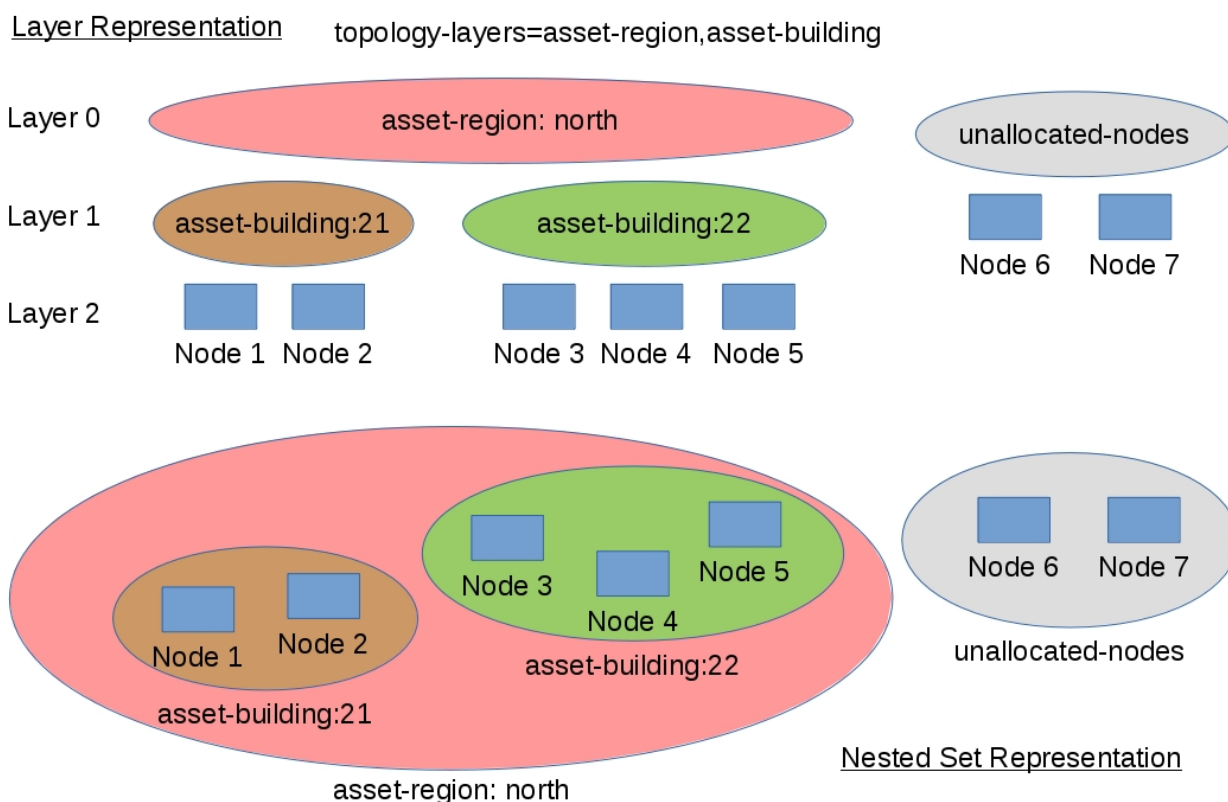 Layer Representation topology-layers=asset-region,asset-building
Layer 0 asset-region: north unallocated-nodes
Layer 1 asset-building:21 asset-building:22
Node 6 Node 7
Layer 2
Node 1 Node 2 Node 3 Node 4 Node 5
Node 6 Node 7
Node 3 Node 5
Node 4
Node 1 Node 2
asset-building:22 unallocated-nodes
asset-building:21
Nested Set Representation
asset-region: north